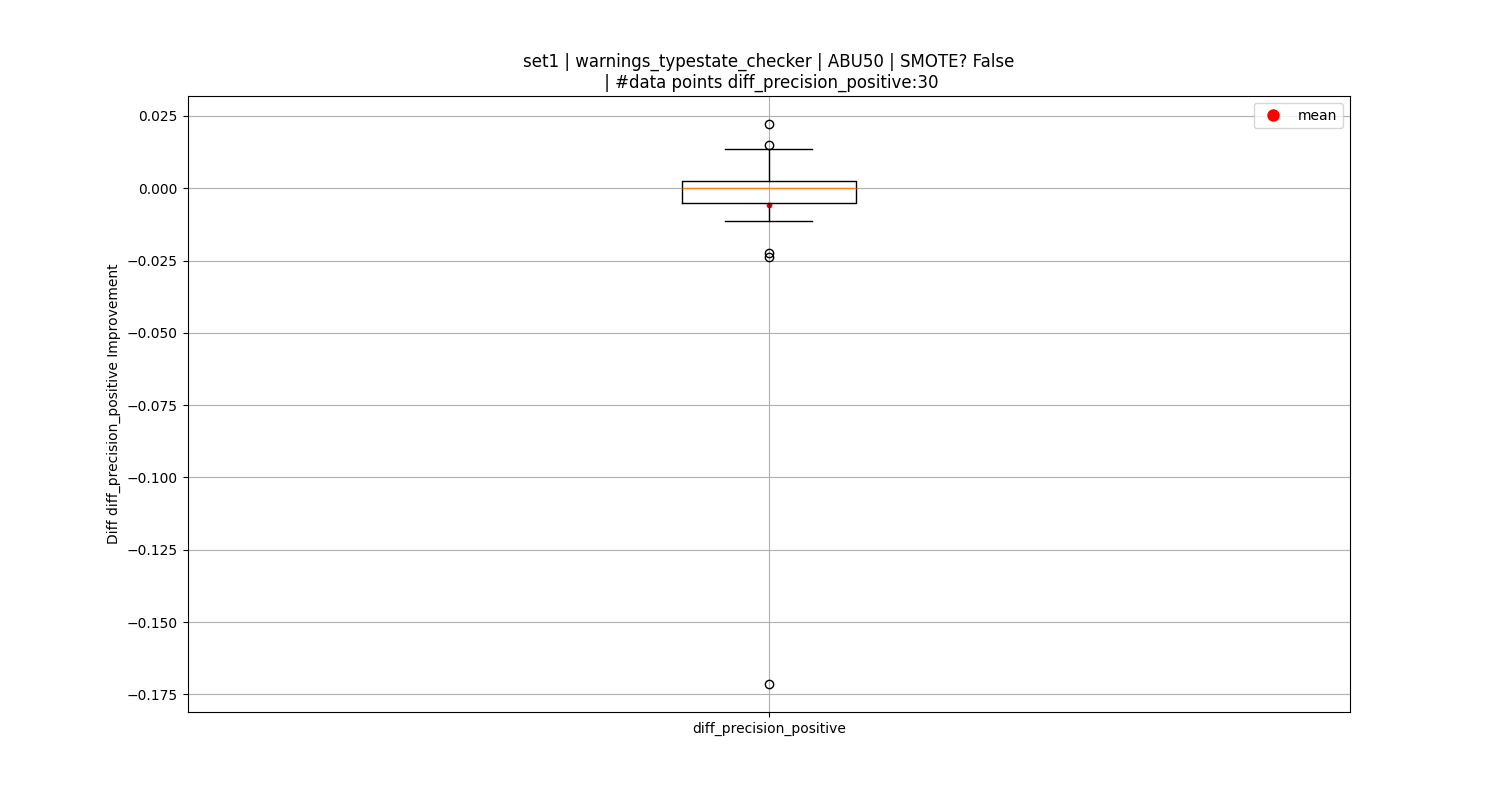 set1 | warnings_typestate_checker | ABU50 | SMOTE? False
| #data points diff_precision_positive:30
mean
0.025
0.000
−0.025
−0.050
−0.075
−0.100
−0.125
−0.150
−0.175
Diff diff_precision_positive Improvement
diff_precision_positive